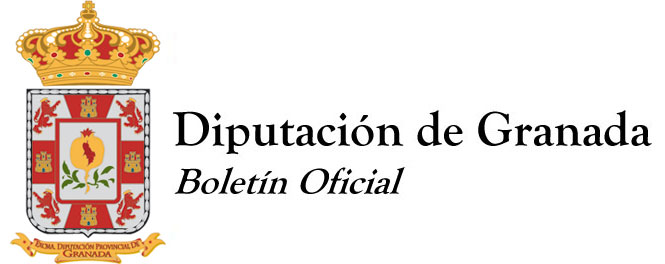 Diputación de Granada
Boletín Oficial
EXCMA. DIPUTACIÓN PROVINCIAL DE
GRANADA